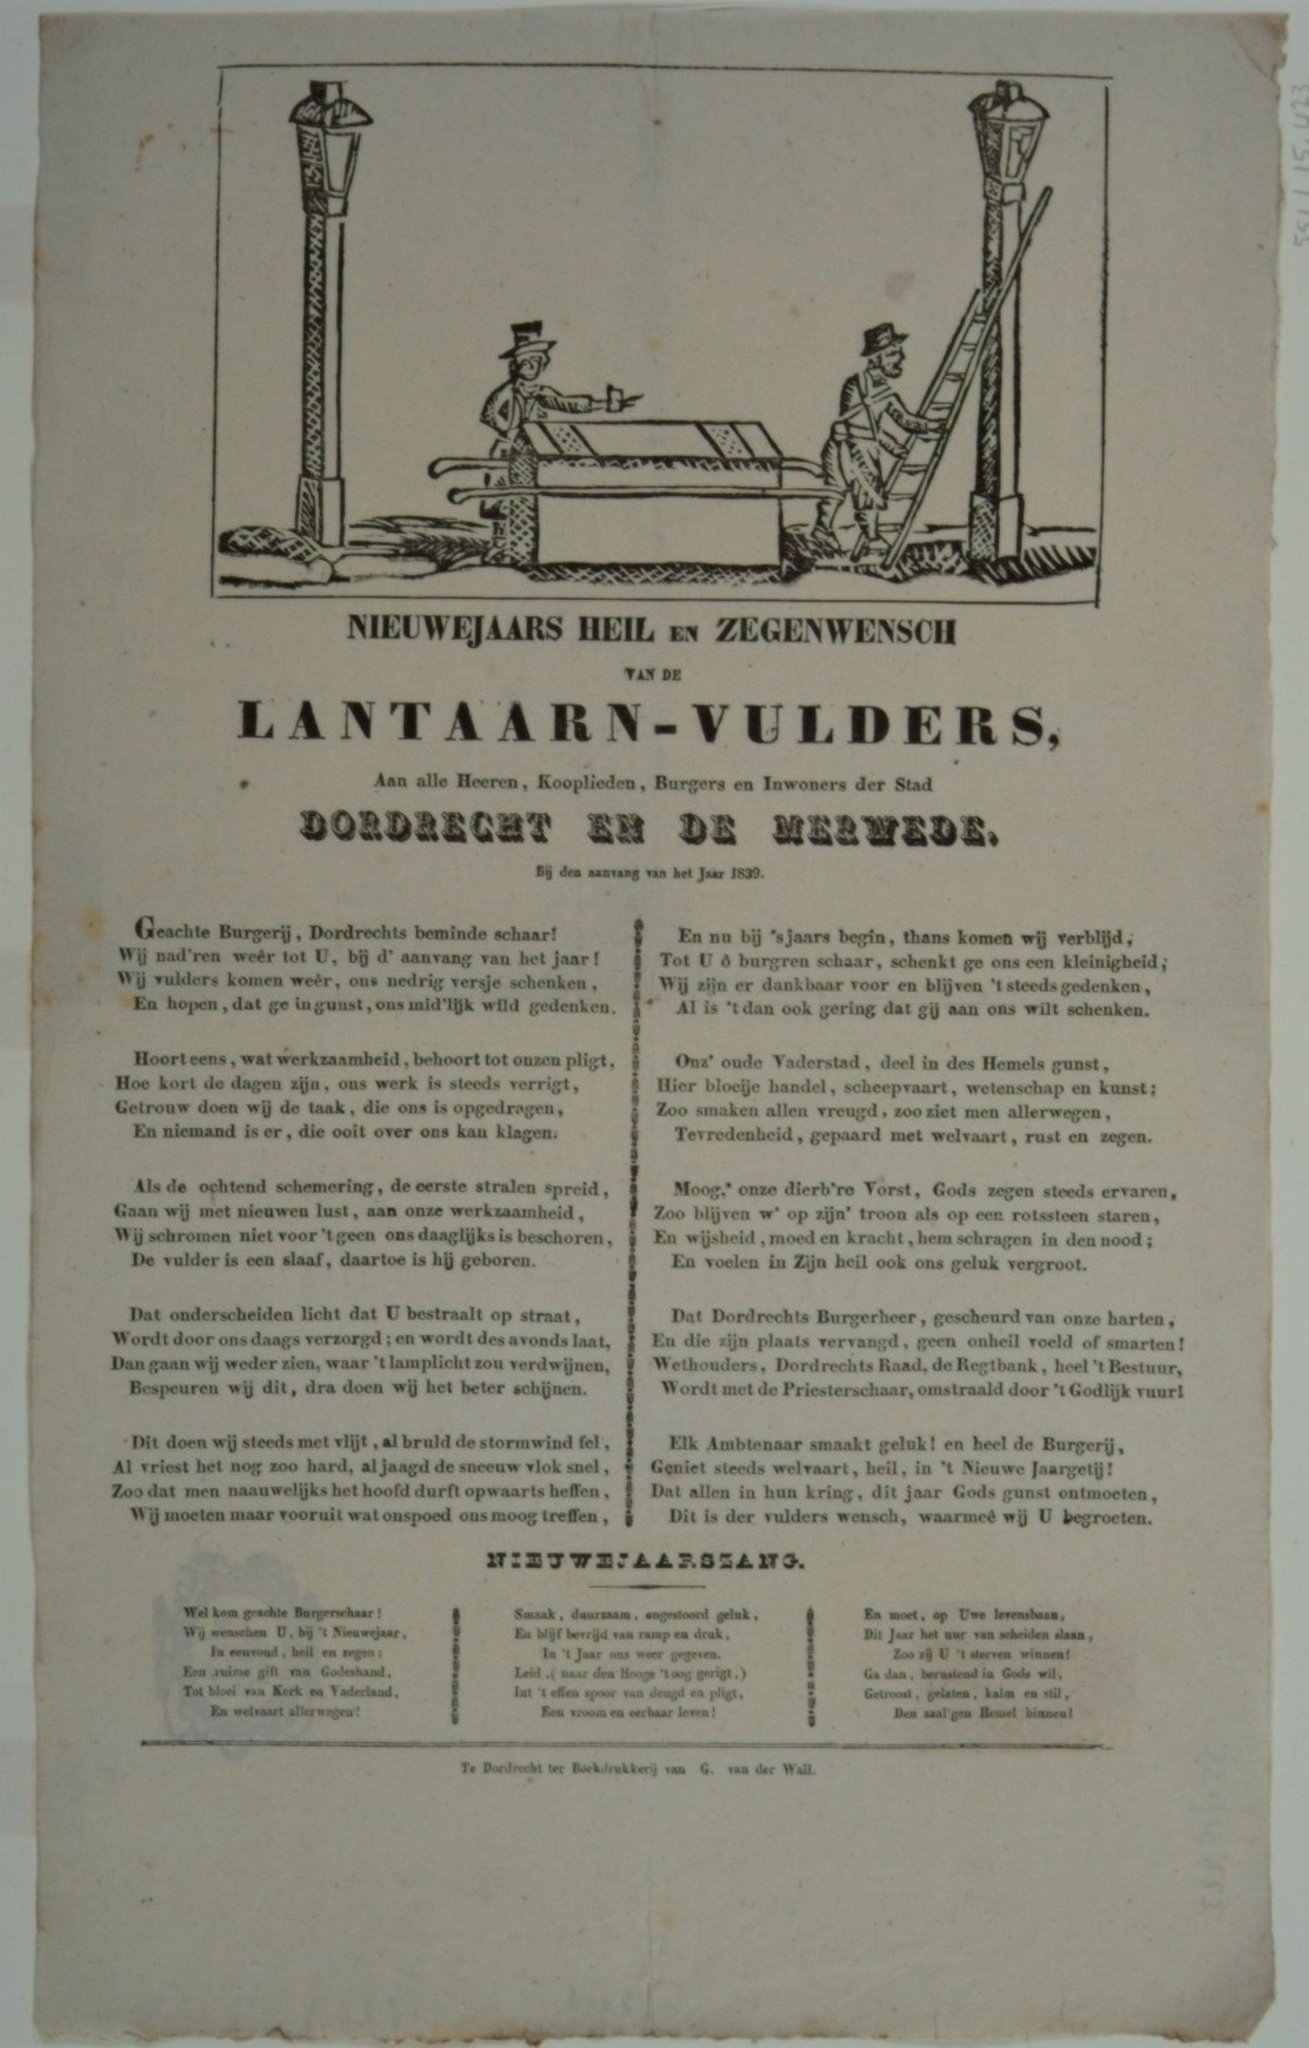 NIEUWEJAARS HEIL EN ZEGENWENSCH
VAN DE
LANTAARN-VULDERS,
Aan alle Heeren, Kooplieden, Burgers en Inwoners der Stad
DORDRECHT EN DE MERWEDE,
Bij den aanvang van het Jaar 1839.
Geachte Burgerij, Dordrechts beminde schaar!
Wij nad'ren weêr tot U, bij d' aanvang van het jaar!
Wij vulders komen weêr, ons nedrig versje schenken,
En hopen, dat ge in gunst, ons mid'lijk wild gedenken.
Hoort eens, wat werkzaamheid, behoort tot onzen pligt,
Hoe kort de dagen zijn, ons werk is steeds verrigt,
Getrouw doen wij de taak, die ons is opgedragen,
En niemand is er, die ooit over ons kan klagen.
Als de ochtend schemering, de eerste stralen spreid,
Gaan wij met nieuwen lust, aan onze werkzaamheid,
Wij schromen niet voor 't geen ons daaglijks is beschoren,
De vulder is een slaaf, daartoe is hij geboren.
Dat onderscheiden licht dat U bestraalt op straat,
Wordt door ons daags verzorgd; en wordt des avonds laat,
Dan gaan wij weder zien, waar 't lamplicht zou verdwijnen,
Bespeuren wij dit, dra doen wij het beter schijnen.
Dit doen wij steeds met vlijt, al bruld de stormwind fel,
Al vriest het nog zoo hard, al jaagd de sneeuw vlok snel,
Zoo dat men naauwelijks het hoofd durft opwaarts heffen,
Wij moeten maar vooruit wat onspoed ons moog treffen,
En nu bij 's jaars begin, thans komen wij verblijd,
Tot U ô burgren schaar, schenkt ge ons een kleinigheid;
Wij zijn er dankbaar voor en blijven 't steeds gedenken,
Al is 't dan ook gering dat gij aan ons wilt schenken.
Onz' oude Vaderstad, deel in des Hemels gunst,
Hier bloeije handel, scheepvaart, wetenschap en kunst;
Zoo smaken allen vreugd, zoo ziet men allerwegen,
Tevredenheid, gepaard met welvaart, rust en zegen.
Moog,' onze dierb're Vorst, Gods zegen steeds ervaren,
Zoo blijven w' op zijn' troon als op een rotssteen staren,
En wijsheid, moed en kracht, hem schragen in den nood;
En voelen in Zijn heil ook ons geluk vergroot.
Dat Dordrechts Burgerheer, gescheurd van onze harten,
En die zijn plaats vervangd, geen onheil voeld of smarten!
Wethouders, Dordrechts Raad, de Regtbank, heel 't Bestuur,
Wordt met de Priesterschaar, omstraald door 't Godlijk vuur!
Elk Ambtenaar smaakt geluk! en heel de Burgerij,
Geniet steeds welvaart, heil, in 't Nieuwe Jaargetij!
Dat allen in hun kring, dit jaar Gods gunst ontmoeten,
Dit is der vulders wensch, waarmeê wij U begroeten.
NIEUWEJAARSZANG.
Wel kom geachte Burgerschaar!
Wij wenschen U, bij 't Nieuwejaar,
In eenvoud, heil en zegen;
Een ruime gift van Godeshand,
Tot bloei van Kerk en Vaderland,
En welvaart allerwegen!
Smaak, duurzaam, ongestoord geluk,
En blijf bevrijd van ramp en druk,
In 't Jaar ons weer gegeven.
Leid, (naar den Hooge 't oog gerigt,)
Int 't effen spoor van deugd en pligt,
Een vroom en eerbaar leven!
En moet, op Uwe levensbaan,
Dit Jaar het uur van scheiden slaan,
Zoo zij U 't sterven winnen!
Ga dan, berustend in Gods wil,
Getroost, gelaten, kalm en stil,
Den zaal'gen Hemel binnen!
Te Dordrecht ter Boekdrukkerij van G. van der Wall.